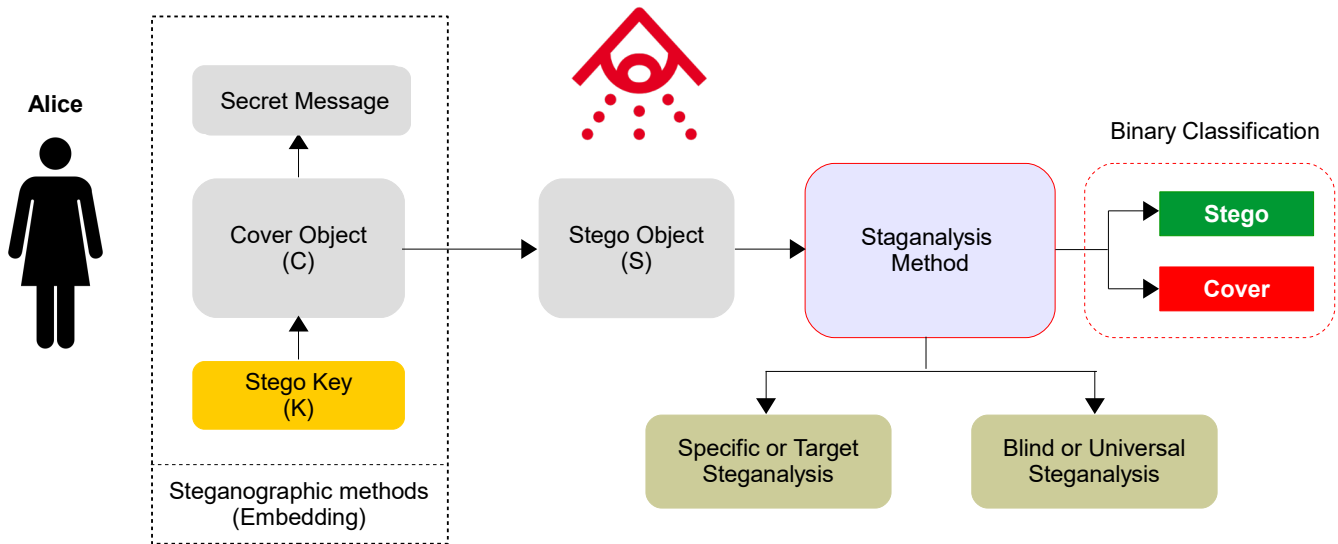 Alice
Secret Message
Cover Object
(C)
Stego Key
(K)
Steganographic methods
(Embedding)
Stego Object
(S)
Staganalysis
Method
Binary Classification
Stego
Cover
Specific or Target
Steganalysis
Blind or Universal
Steganalysis